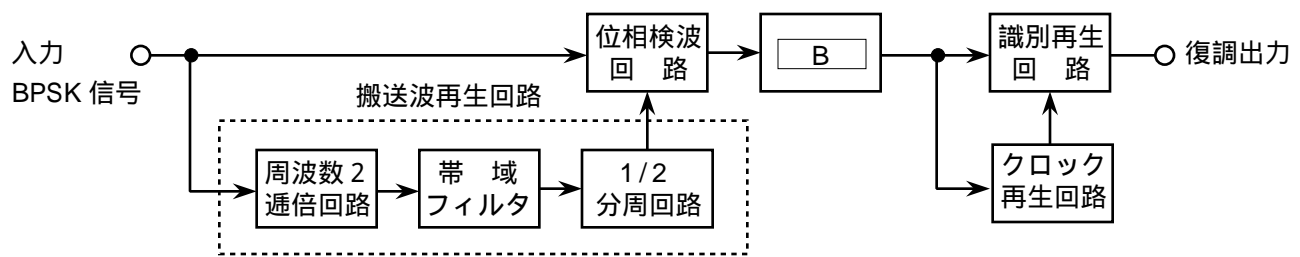 入力
BPSK 信号
位相検波
回 路
B
識別再生
回 路
復調出力
搬送波再生回路
周波数2
逓倍回路
帯 域
フィルタ
1/2
分周回路
クロック
再生回路